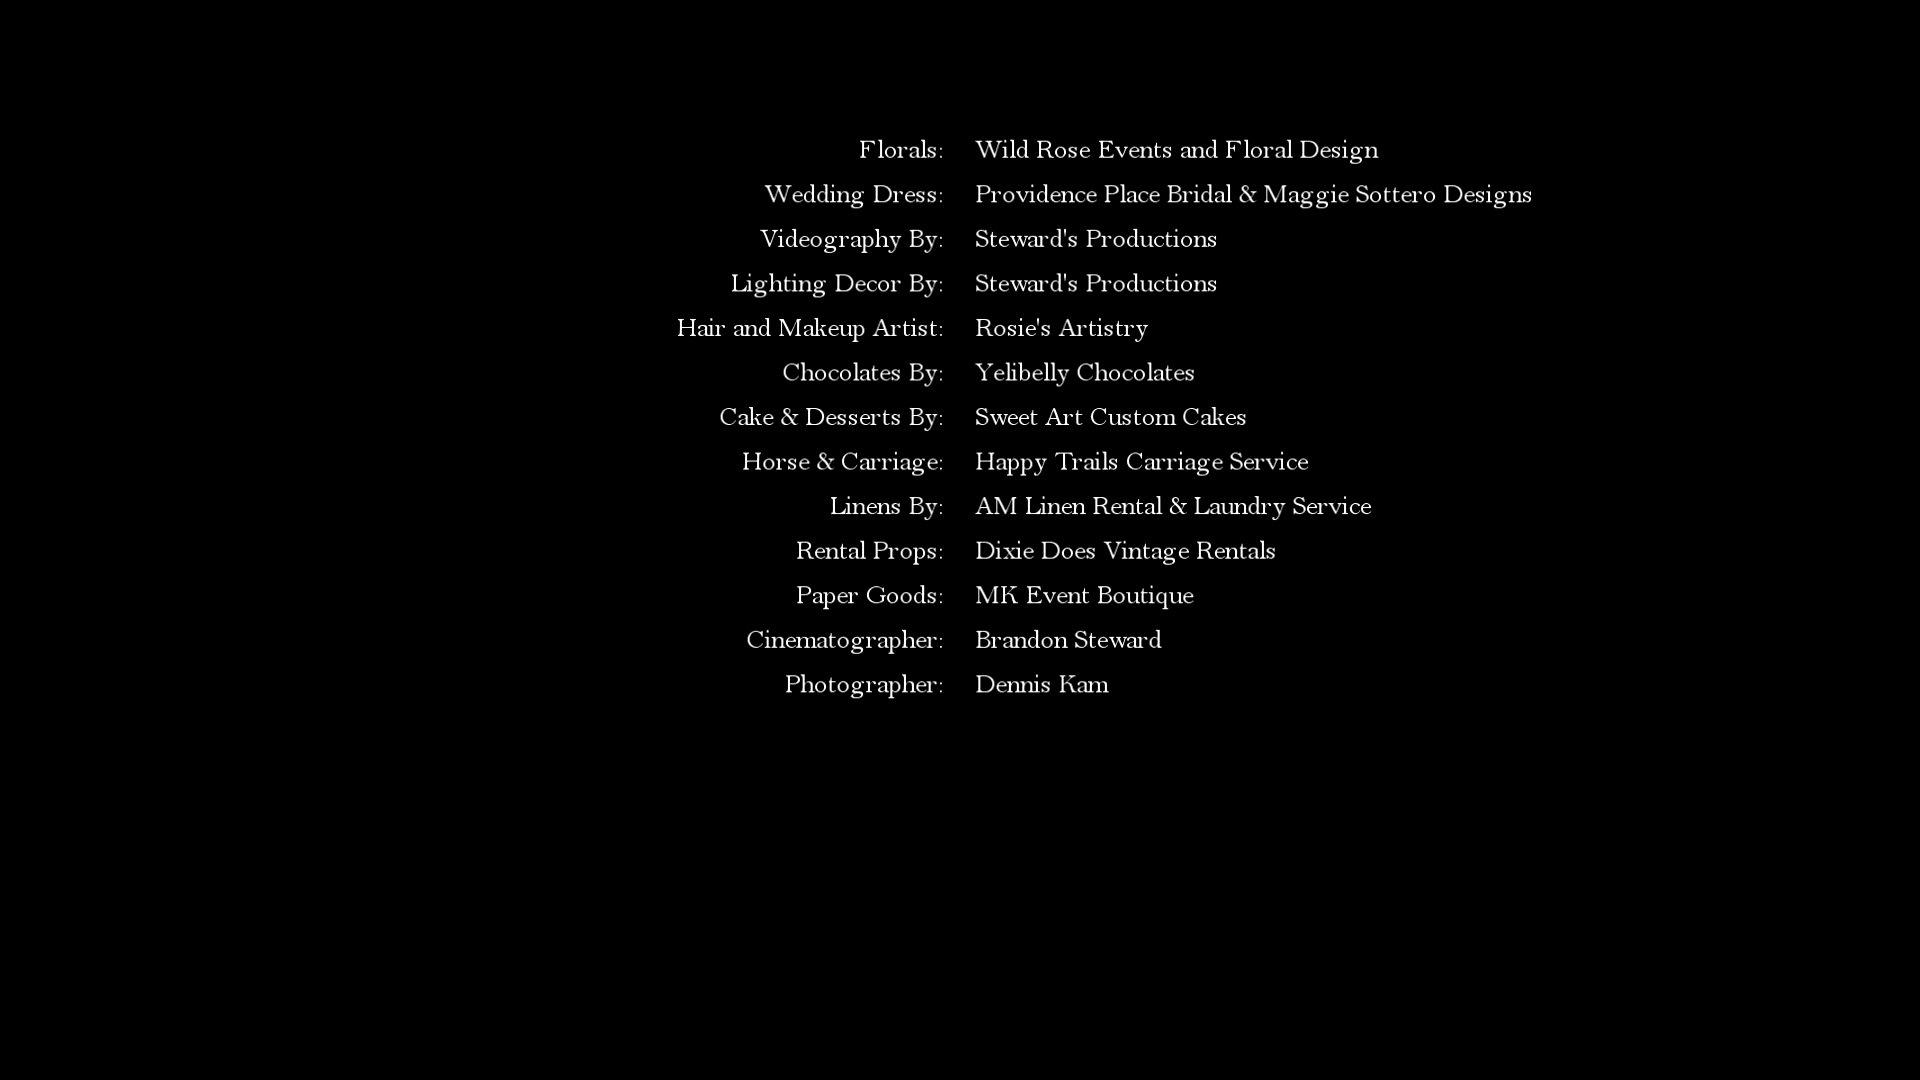 Florals: Wild Rose Events and Floral Design
Wedding Dress: Providence Place Bridal & Maggie Sottero Designs
Videography By: Steward's Productions
Lighting Decor By: Steward's Productions
Hair and Makeup Artist: Rosie's Artistry
Chocolates By: Yelibelly Chocolates
Cake & Desserts By: Sweet Art Custom Cakes
Horse & Carriage: Happy Trails Carriage Service
Linens By: AM Linen Rental & Laundry Service
Rental Props: Dixie Does Vintage Rentals
Paper Goods: MK Event Boutique
Cinematographer: Brandon Steward
Photographer: Dennis Kam